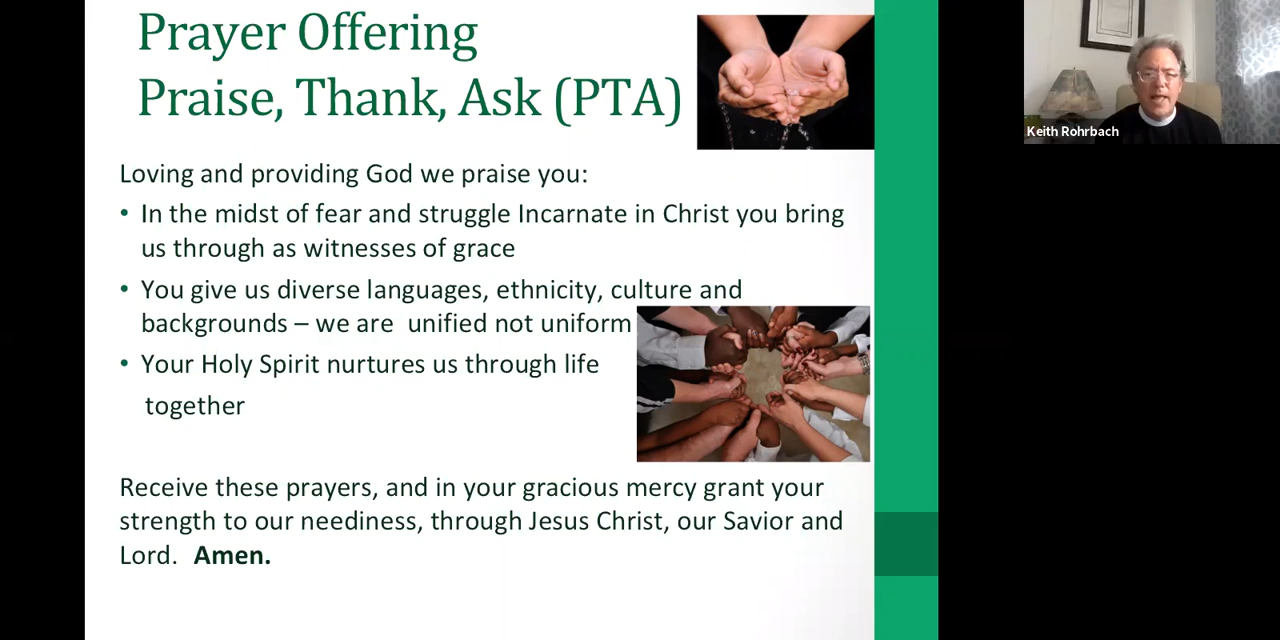 Prayer Offering
Praise, Thank, Ask (PTA)
Keith Rohrbach
Loving and providing God we praise you:
• In the midst of fear and struggle Incarnate in Christ you bring
us through as witnesses of grace
• You give us diverse languages, ethnicity, culture and
backgrounds – we are unified not uniform
• Your Holy Spirit nurtures us through life
together
Receive these prayers, and in your gracious mercy grant your
strength to our neediness, through Jesus Christ, our Savior and
Lord. Amen.